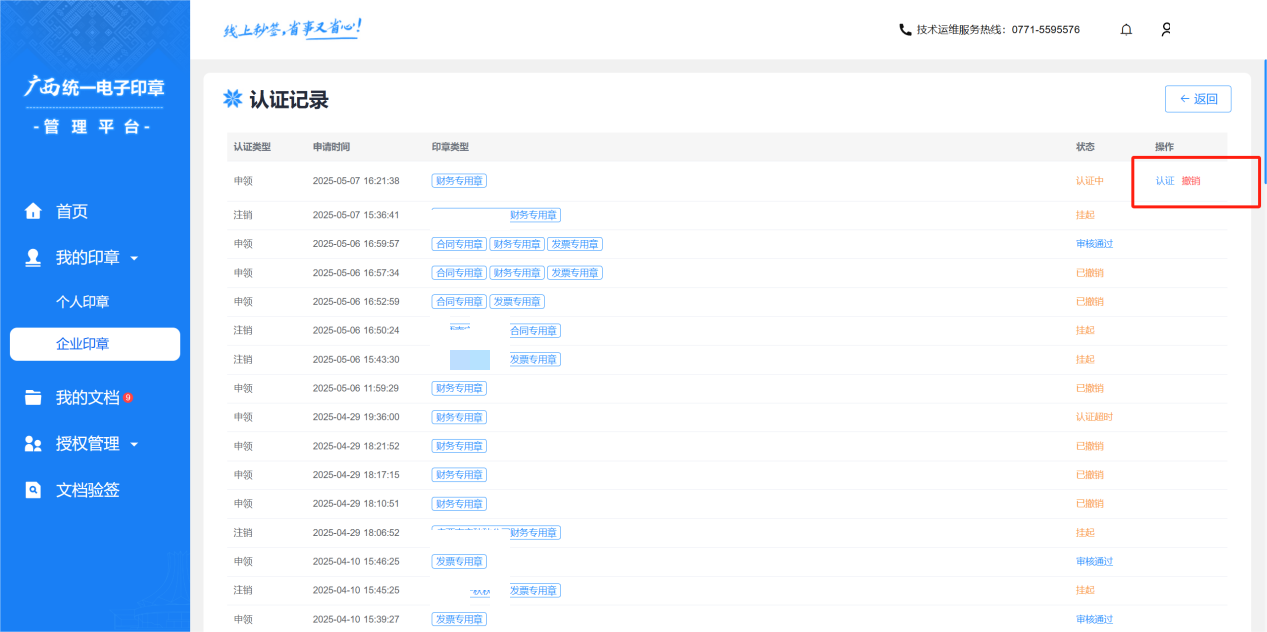 线上秒签,省事又省心!
技术运维服务热线：0771-5595576
广西统一电子印章
-管理平台-
首页
我的印章
个人印章
企业印章
我的文档 9
授权管理
文档验签
认证记录
← 返回
认证类型 申请时间 印章类型 状态 操作
申领 2025-05-07 16:21:38 财务专用章 认证中 认证 撤销
注销 2025-05-07 15:36:41 财务专用章 挂起
申领 2025-05-06 16:59:57 合同专用章 财务专用章 发票专用章 审核通过
申领 2025-05-06 16:57:34 合同专用章 财务专用章 发票专用章 已撤销
申领 2025-05-06 16:52:59 合同专用章 发票专用章 已撤销
注销 2025-05-06 16:50:24 合同专用章 挂起
注销 2025-05-06 15:43:30 发票专用章 挂起
申领 2025-05-06 11:59:29 财务专用章 已撤销
申领 2025-04-29 19:36:00 财务专用章 认证超时
申领 2025-04-29 18:21:52 财务专用章 已撤销
申领 2025-04-29 18:17:15 财务专用章 已撤销
申领 2025-04-29 18:10:51 财务专用章 已撤销
注销 2025-04-29 18:06:52 财务专用章 挂起
申领 2025-04-10 15:46:25 发票专用章 审核通过
注销 2025-04-10 15:45:25 发票专用章 挂起
申领 2025-04-10 15:39:27 发票专用章 审核通过